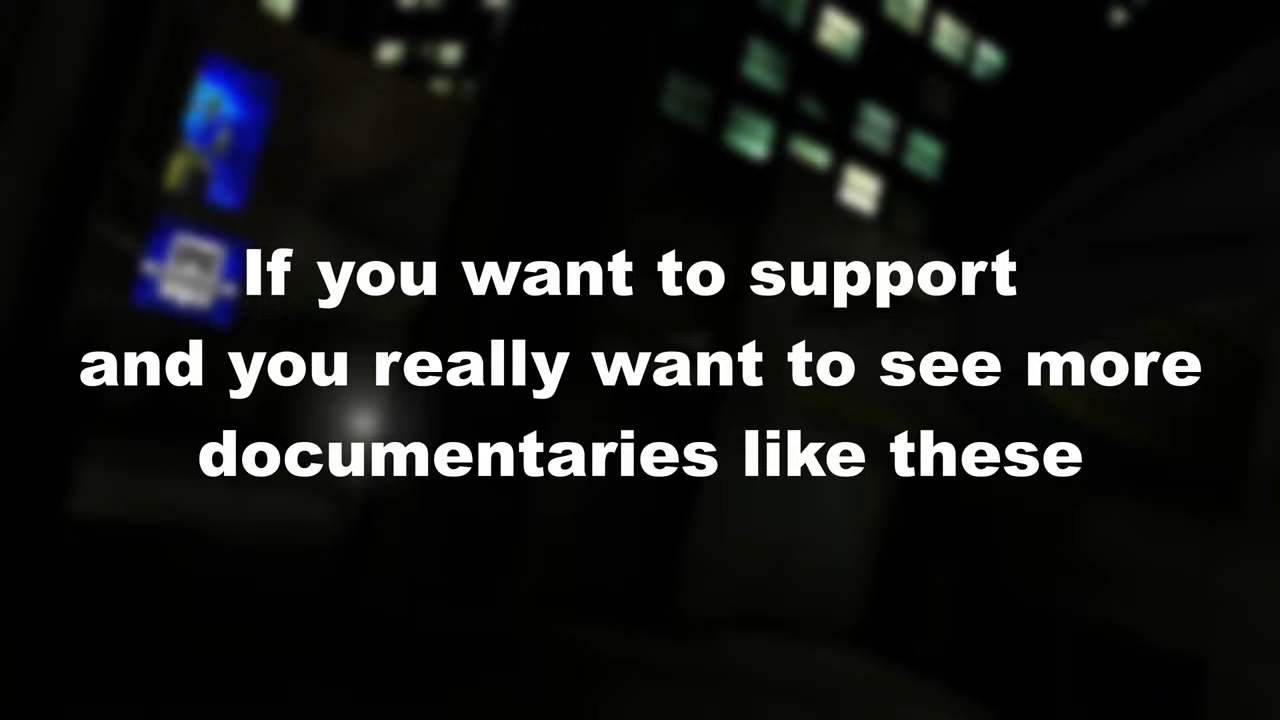 If you want to support
and you really want to see more
documentaries like these